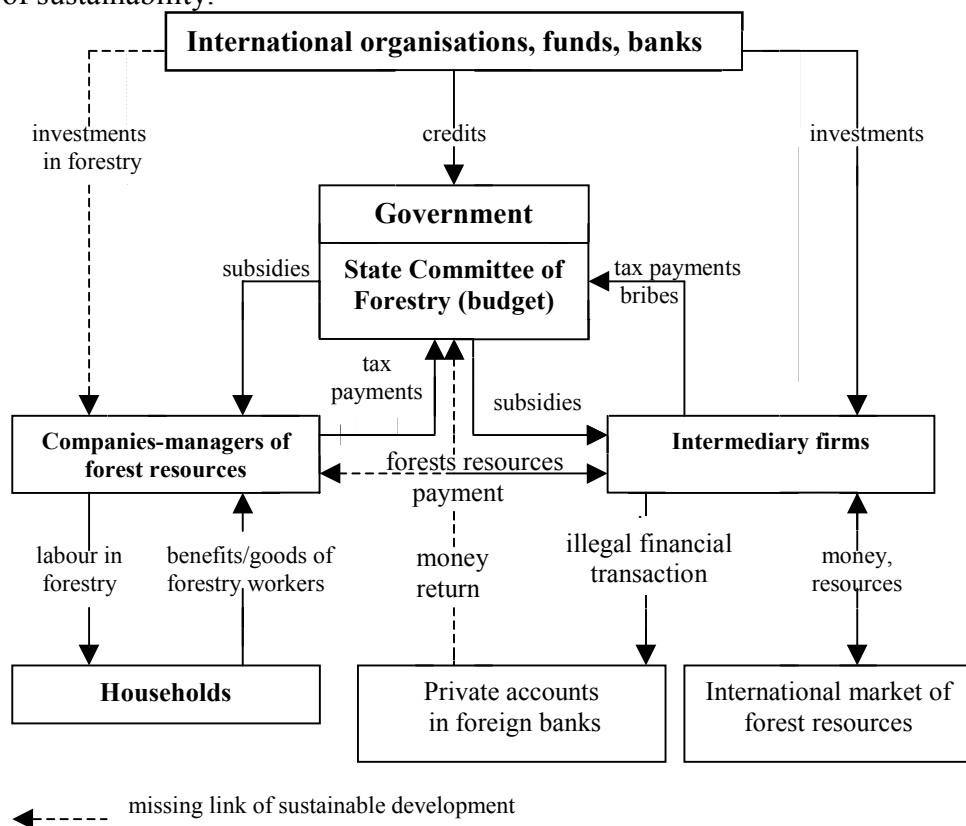 of sustainability.
International organisations, funds, banks
investments
in forestry
credits
investments
Government
subsidies
State Committee of
Forestry (budget)
tax payments
bribes
tax
payments
subsidies
Companies-managers of
forest resources
Intermediary firms
forests resources
payment
labour in
forestry
benefits/goods of
forestry workers
money
return
illegal financial
transaction
money,
resources
Households
Private accounts
in foreign banks
International market of
forest resources
missing link of sustainable development